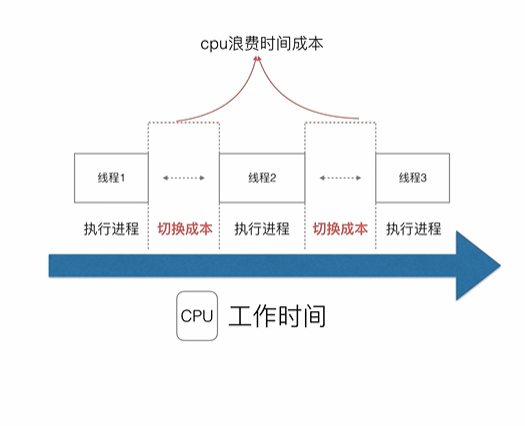 cpu浪费时间成本
线程1
线程2
线程3
执行进程
切换成本
执行进程
切换成本
执行进程
CPU
工作时间